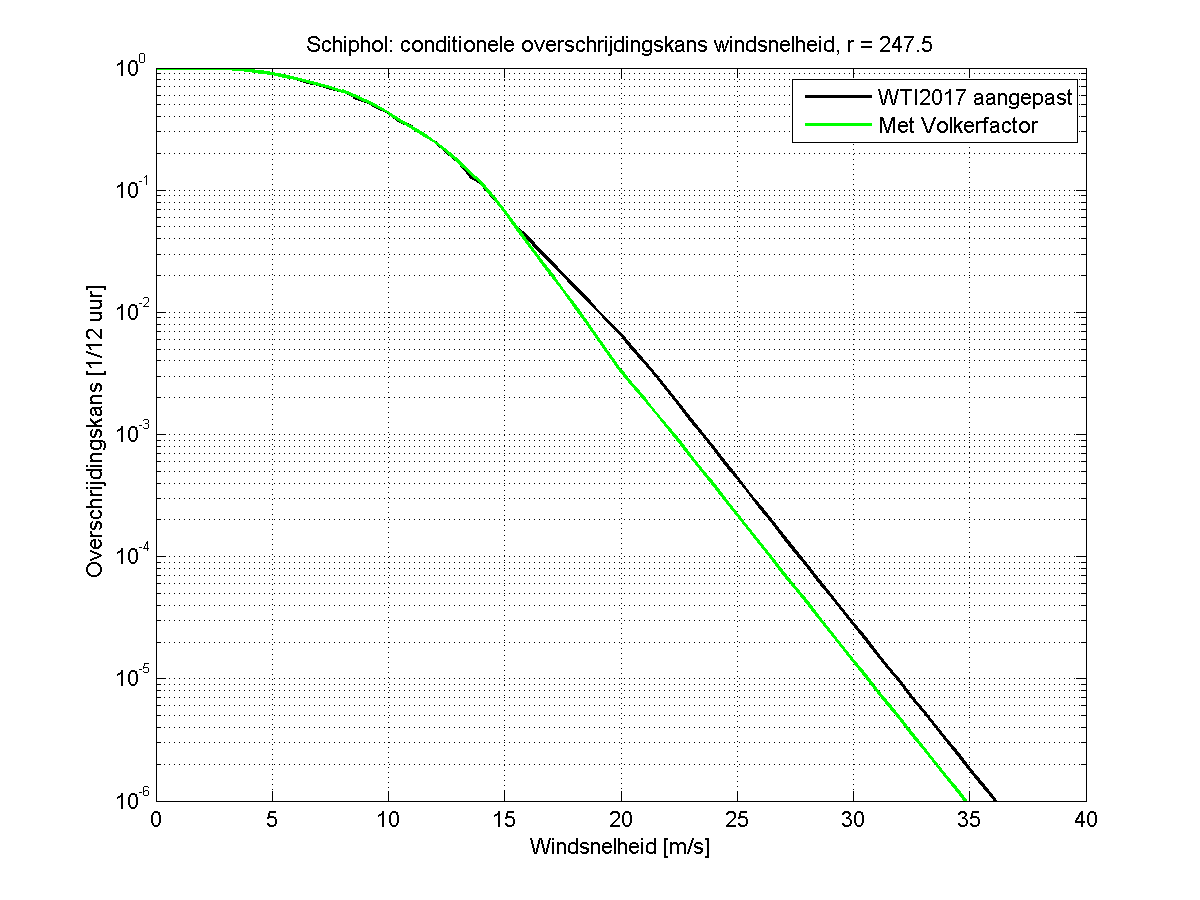 Schiphol: conditionele overschrijdingskans windsnelheid, r = 247.5
WTI2017 aangepast
Met Volkerfactor
Overschrijdingskans [1/12 uur]
10^0
10^-1
10^-2
10^-3
10^-4
10^-5
10^-6
0 5 10 15 20 25 30 35 40
Windsnelheid [m/s]